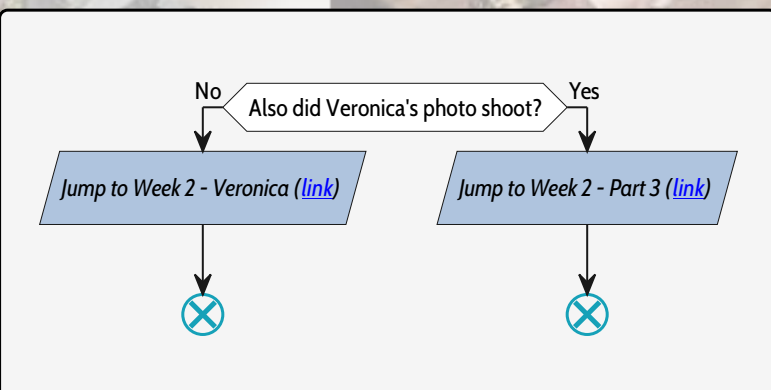 No
Also did Veronica's photo shoot?
Yes
Jump to Week 2 - Veronica (link)
Jump to Week 2 - Part 3 (link)